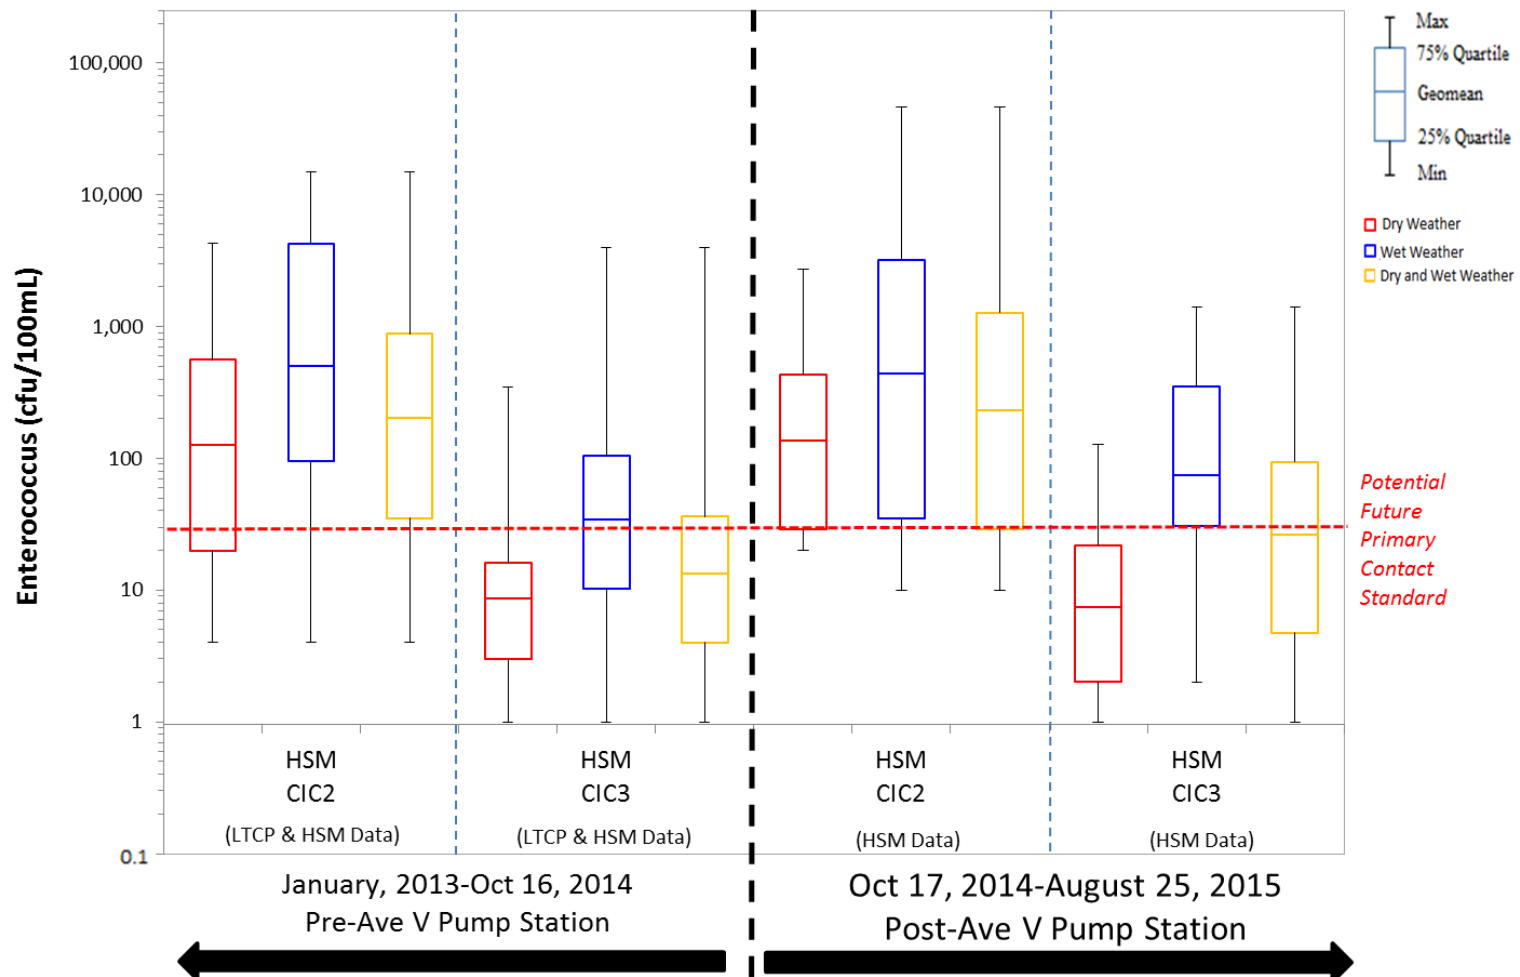 Enterococcus (cfu/100mL)
100,000
10,000
1,000
100
10
1
0.1
Max
75% Quartile
Geomean
25% Quartile
Min
Dry Weather
Wet Weather
Dry and Wet Weather
Potential
Future
Primary
Contact
Standard
HSM
CIC2
(LTCP & HSM Data)
HSM
CIC3
(LTCP & HSM Data)
HSM
CIC2
(HSM Data)
HSM
CIC3
(HSM Data)
January, 2013-Oct 16, 2014
Pre-Ave V Pump Station
Oct 17, 2014-August 25, 2015
Post-Ave V Pump Station